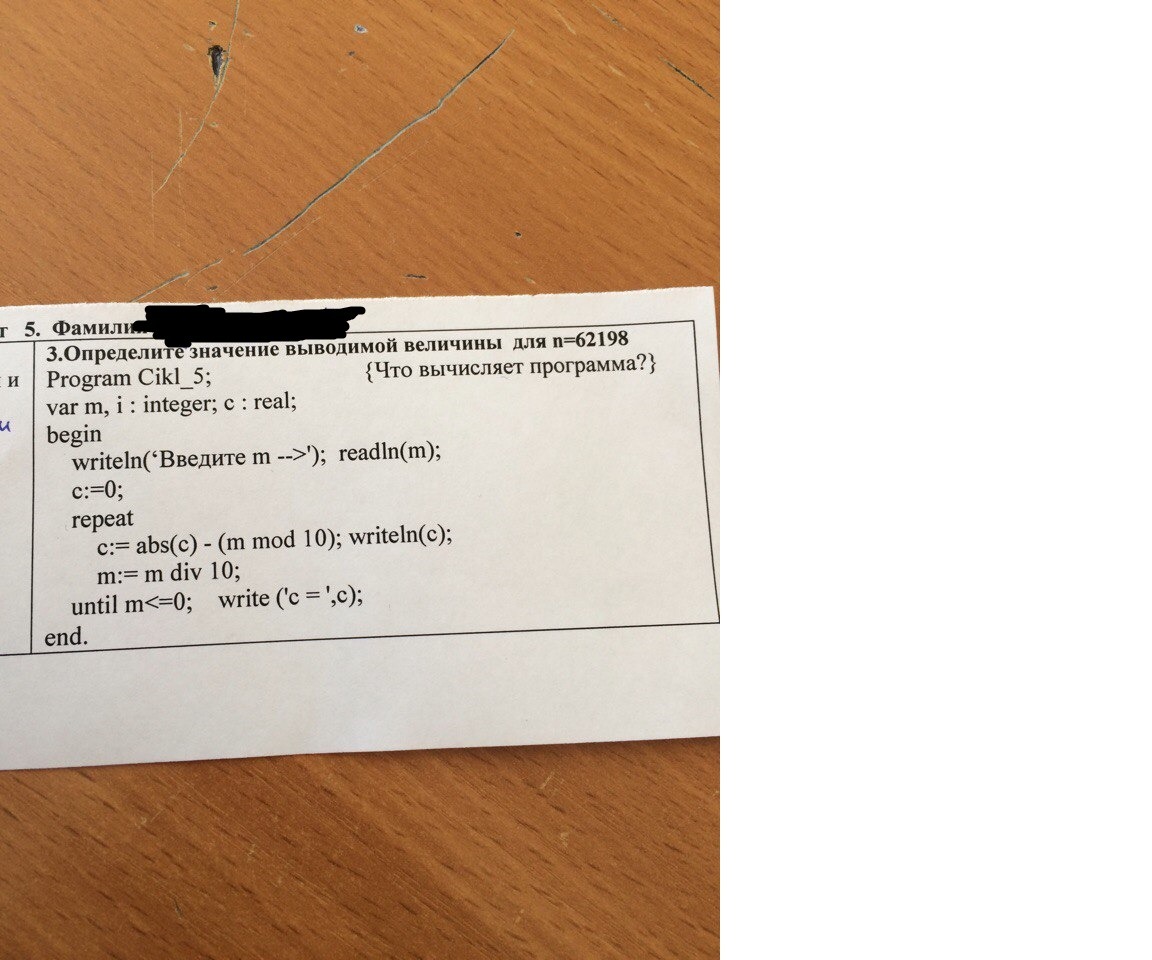 т 5. Фамили
3.Определите значение выводимой величины для n=62198
и
Program Cikl_5; {Что вычисляет программа?}
var m, i : integer; c : real;
и
begin
writeln(‘Введите m -->'); readln(m);
c:=0;
repeat
c:= abs(c) - (m mod 10); writeln(c);
m:= m div 10;
until m<=0; write ('c = ',c);
end.